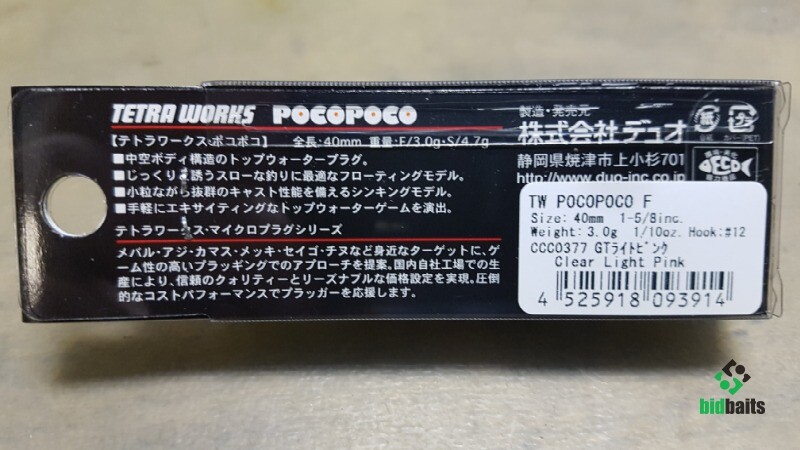 TETRA WORKS POCOPOCO
【テトラワークス・ポコポコ】 全長:40mm 重量:F/3.0g・S/4.7g
■中空ボディ構造のトップウォータープラグ。
■じっくり誘うスローな釣りに最適なフローティングモデル。
■小粒ながら抜群のキャスト性能を備えるシンキングモデル。
■手軽にエキサイティングなトップウォーターゲームを演出。
テトラワークス・マイクロプラグシリーズ
メバル・アジ・カマス・メッキ・セイゴ・チヌなど身近なターゲットに、ゲ
ーム性の高いプラッギングでのアプローチを提案。国内自社工場での生
産により、信頼のクォリティーとリーズナブルな価格設定を実現。圧倒
的なコストパフォーマンスでプラッガーを応援します。
製造・発売元
株式会社デュオ
静岡県焼津市上小杉701
http://www.duo-inc.co.jp
紙
プラ
DECO
TW POCOPOCO F
Size: 40mm 1-5/8inc.
Weight: 3.0g 1/10oz. Hook:#12
CCC0377 GTライトピンク
Clear Light Pink
4 525918 093914
bidbaits